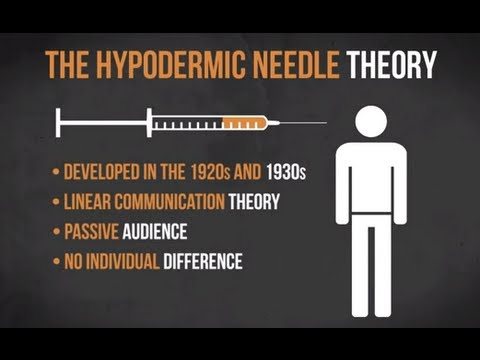 THE HYPODERMIC NEEDLE THEORY
• DEVELOPED IN THE 1920s AND 1930s
• LINEAR COMMUNICATION THEORY
• PASSIVE AUDIENCE
• NO INDIVIDUAL DIFFERENCE